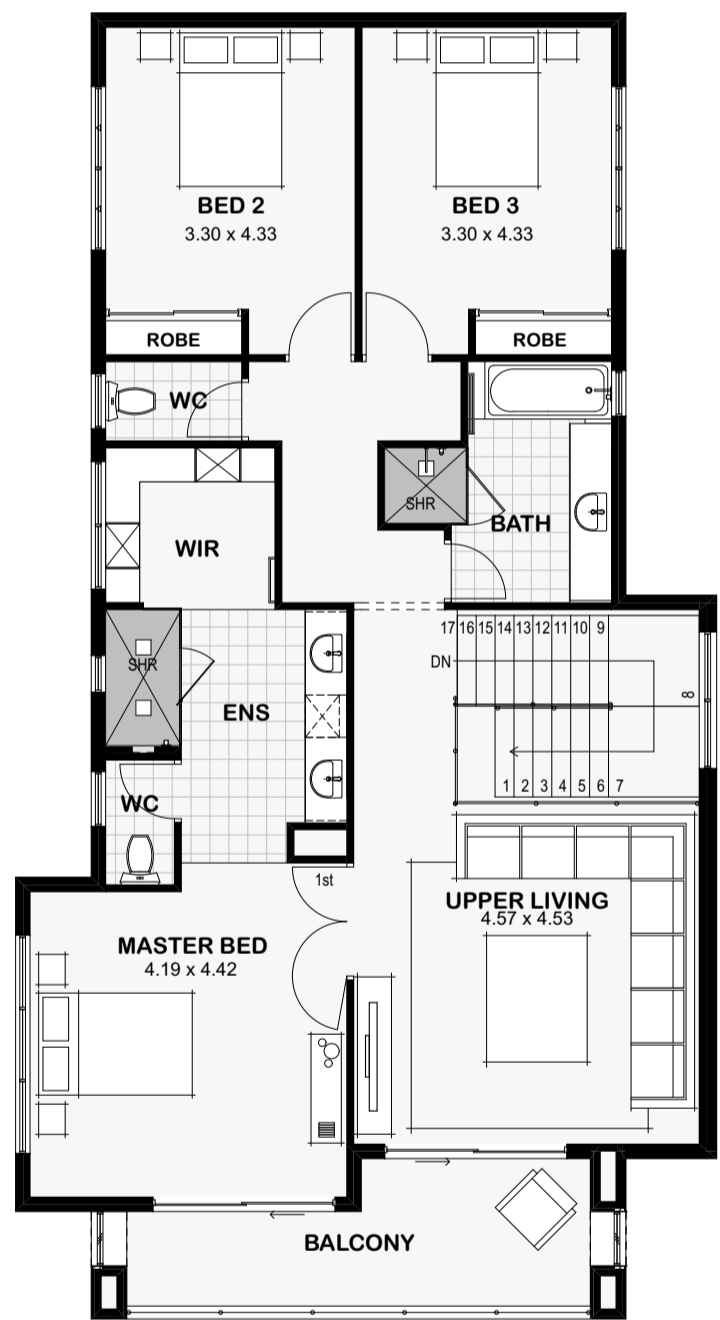 BED 2
3.30 x 4.33
BED 3
3.30 x 4.33
ROBE
ROBE
WC
SHR
BATH
WIR
17 16 15 14 13 12 11 10 9
DN
SHR
ENS
8
1 2 3 4 5 6 7
WC
1st
UPPER LIVING
4.57 x 4.53
MASTER BED
4.19 x 4.42
BALCONY